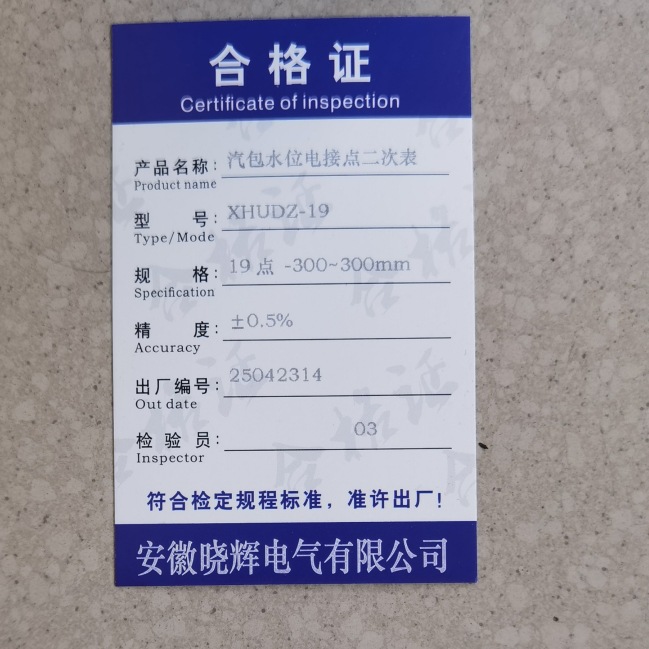 合格证
Certificate of inspection
产品名称: 汽包水位电接点二次表
Product name
型 号: XHUDZ-19
Type/Mode
规 格: 19点 -300~300mm
Specification
精 度: ±0.5%
Accuracy
出厂编号: 25042314
Out date
检 验 员: 03
Inspector
符合检定规程标准，准许出厂!
安徽晓辉电气有限公司